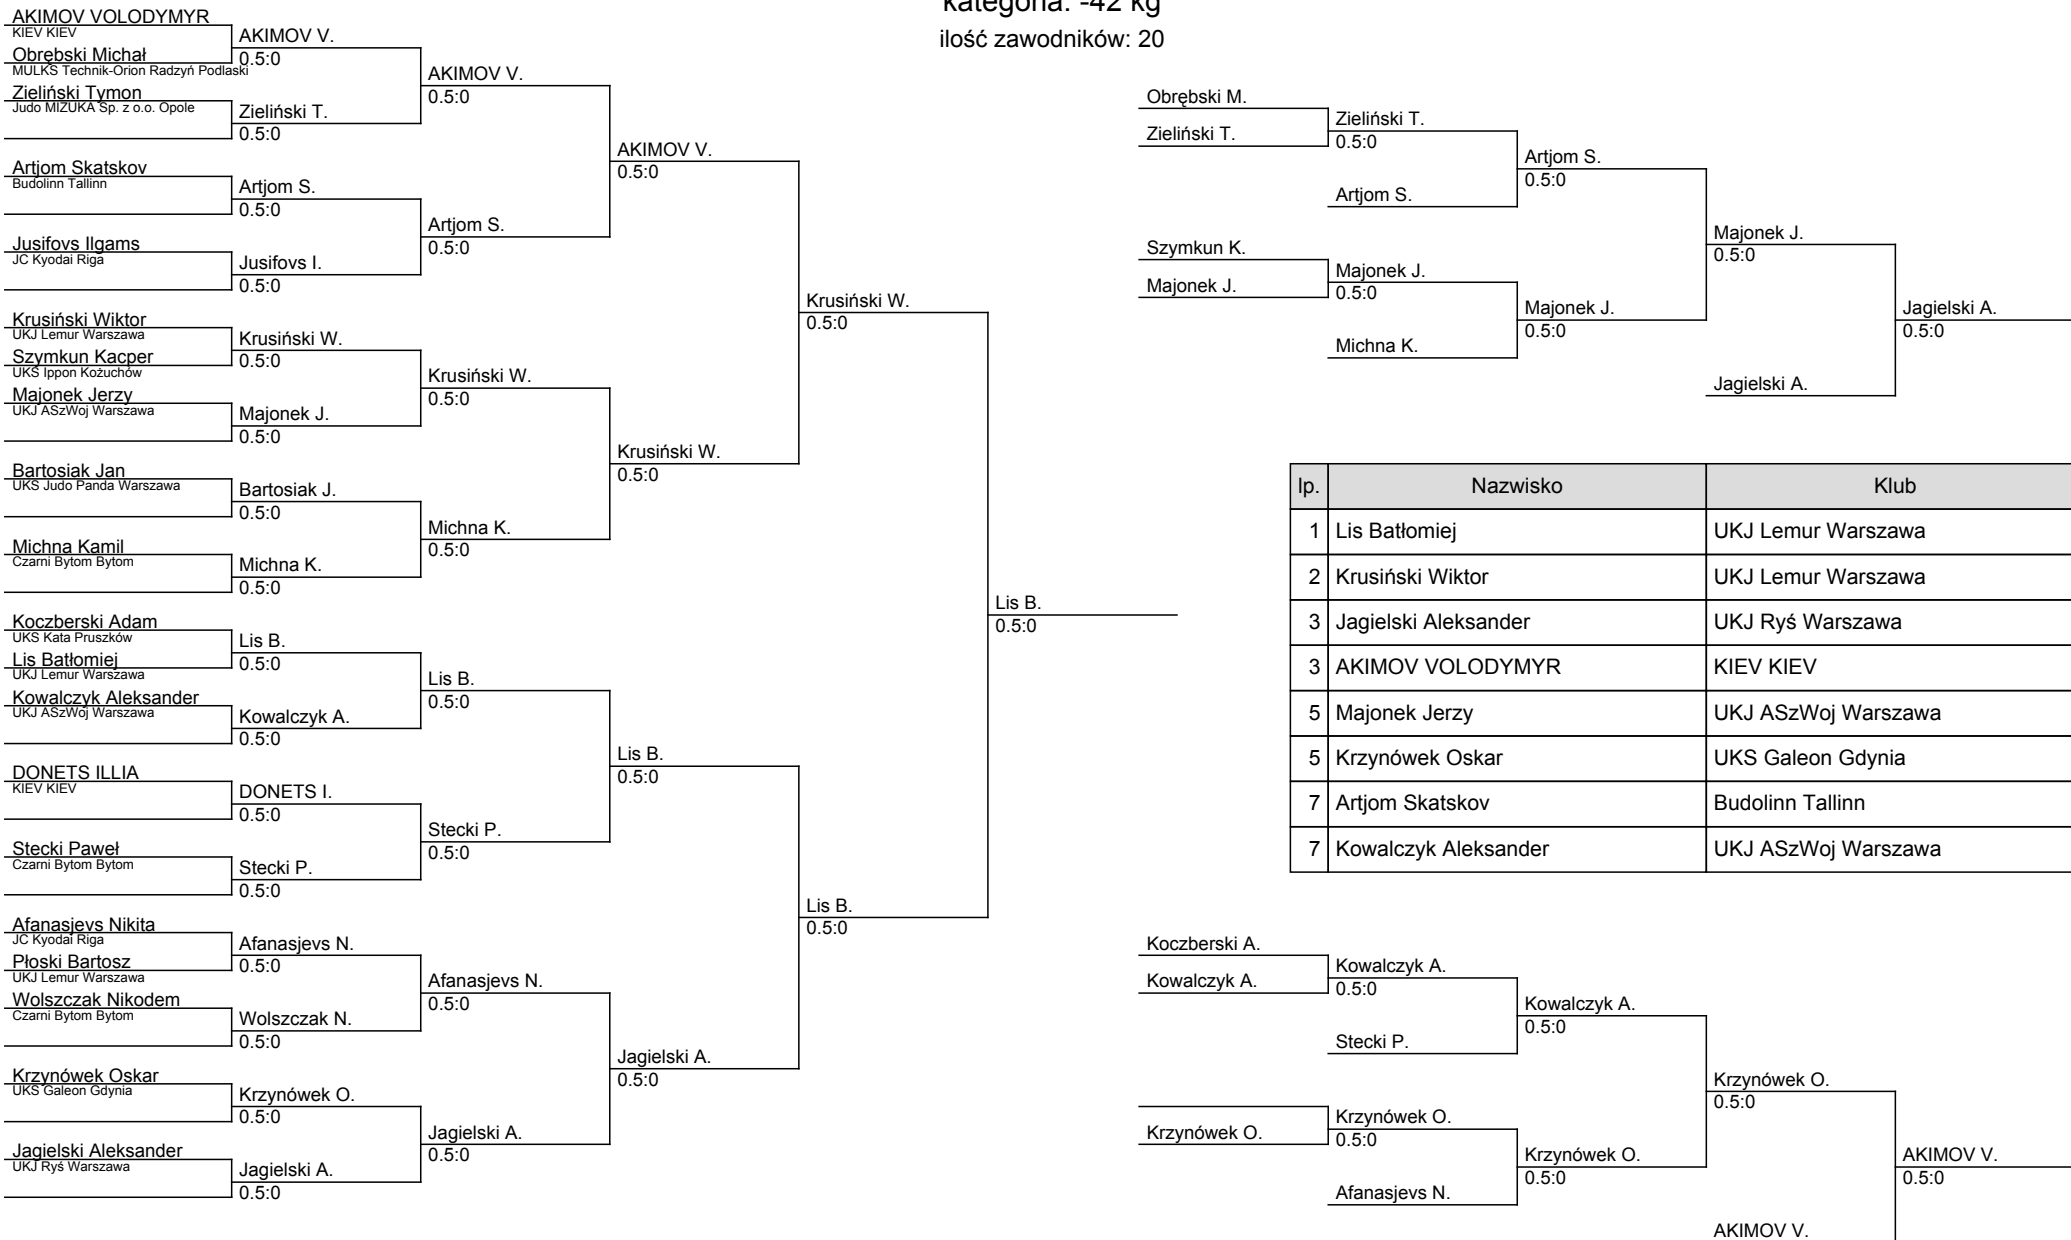 kategoria: -42 kg
ilość zawodników: 20
AKIMOV VOLODYMYR
KIEV KIEV
Obrębski Michał
MULKS Technik-Orion Radzyń Podlaski
Zieliński Tymon
Judo MIZUKA Sp. z o.o. Opole
Artjom Skatskov
Budolinn Tallinn
Jusifovs Ilgams
JC Kyodai Riga
Krusiński Wiktor
UKJ Lemur Warszawa
Szymkun Kacper
UKS Ippon Kożuchów
Majonek Jerzy
UKJ ASzWoj Warszawa
Bartosiak Jan
UKS Judo Panda Warszawa
Michna Kamil
Czarni Bytom Bytom
Koczberski Adam
UKS Kata Pruszków
Lis Batłomiej
UKJ Lemur Warszawa
Kowalczyk Aleksander
UKJ ASzWoj Warszawa
DONETS ILLIA
KIEV KIEV
Stecki Paweł
Czarni Bytom Bytom
Afanasjevs Nikita
JC Kyodai Riga
Płoski Bartosz
UKJ Lemur Warszawa
Wolszczak Nikodem
Czarni Bytom Bytom
Krzynówek Oskar
UKS Galeon Gdynia
Jagielski Aleksander
UKJ Ryś Warszawa
AKIMOV V.
0.5:0
Zieliński T.
0.5:0
Artjom S.
0.5:0
Jusifovs I.
0.5:0
Krusiński W.
0.5:0
Majonek J.
0.5:0
Bartosiak J.
0.5:0
Michna K.
0.5:0
Lis B.
0.5:0
Kowalczyk A.
0.5:0
DONETS I.
0.5:0
Stecki P.
0.5:0
Afanasjevs N.
0.5:0
Wolszczak N.
0.5:0
Krzynówek O.
0.5:0
Jagielski A.
0.5:0
AKIMOV V.
0.5:0
Artjom S.
0.5:0
Krusiński W.
0.5:0
Michna K.
0.5:0
Lis B.
0.5:0
Stecki P.
0.5:0
Afanasjevs N.
0.5:0
Jagielski A.
0.5:0
AKIMOV V.
0.5:0
Krusiński W.
0.5:0
Lis B.
0.5:0
Jagielski A.
0.5:0
Krusiński W.
0.5:0
Lis B.
0.5:0
Lis B.
0.5:0
Obrębski M.
Zieliński T.
Szymkun K.
Majonek J.
Zieliński T.
0.5:0
Artjom S.
Majonek J.
0.5:0
Michna K.
Artjom S.
0.5:0
Majonek J.
0.5:0
Majonek J.
0.5:0
Jagielski A.
Jagielski A.
0.5:0
lp. Nazwisko Klub
1 Lis Batłomiej UKJ Lemur Warszawa
2 Krusiński Wiktor UKJ Lemur Warszawa
3 Jagielski Aleksander UKJ Ryś Warszawa
3 AKIMOV VOLODYMYR KIEV KIEV
5 Majonek Jerzy UKJ ASzWoj Warszawa
5 Krzynówek Oskar UKS Galeon Gdynia
7 Artjom Skatskov Budolinn Tallinn
7 Kowalczyk Aleksander UKJ ASzWoj Warszawa
Koczberski A.
Kowalczyk A.
Krzynówek O.
Kowalczyk A.
0.5:0
Stecki P.
Krzynówek O.
0.5:0
Afanasjevs N.
Kowalczyk A.
0.5:0
Krzynówek O.
0.5:0
Krzynówek O.
0.5:0
AKIMOV V.
AKIMOV V.
0.5:0